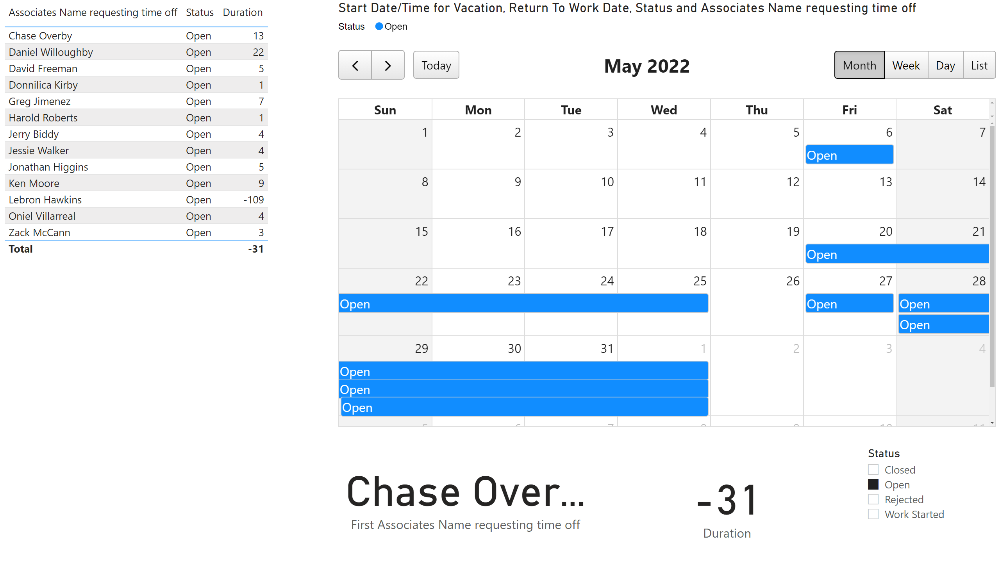 Associates Name requesting time off Status Duration
Chase Overby Open 13
Daniel Willoughby Open 22
David Freeman Open 5
Donnilica Kirby Open 1
Greg Jimenez Open 7
Harold Roberts Open 1
Jerry Biddy Open 4
Jessie Walker Open 4
Jonathan Higgins Open 5
Ken Moore Open 9
Lebron Hawkins Open -109
Oniel Villarreal Open 4
Zack McCann Open 3
Total -31
Start Date/Time for Vacation, Return To Work Date, Status and Associates Name requesting time off
Status Open
Today May 2022 Month Week Day List
Sun Mon Tue Wed Thu Fri Sat
1 2 3 4 5 6 7
Open
8 9 10 11 12 13 14
15 16 17 18 19 20 21
Open
22 23 24 25 26 27 28
Open Open Open
Open
29 30 31 1 2 3 4
Open
Open
Open
5 6 7 8 9 10 11
Chase Over...
First Associates Name requesting time off
-31
Duration
Status
Closed
Open
Rejected
Work Started